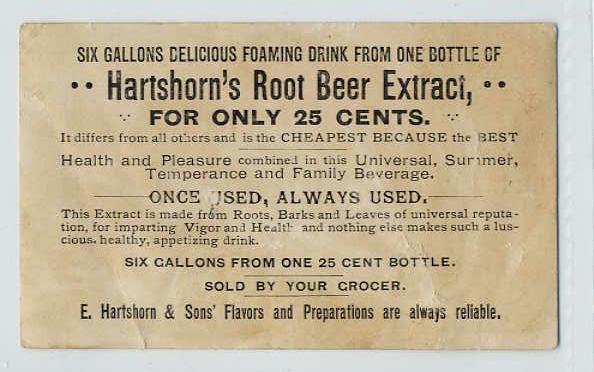 SIX GALLONS DELICIOUS FOAMING DRINK FROM ONE BOTTLE OF
Hartshorn's Root Beer Extract,
FOR ONLY 25 CENTS.
It differs from all others and is the CHEAPEST BECAUSE the BEST
Health and Pleasure combined in this Universal, Summer,
Temperance and Family Beverage.
ONCE USED, ALWAYS USED.
This Extract is made from Roots, Barks and Leaves of universal reputa-
tion, for imparting Vigor and Health and nothing else makes such a lus-
cious, healthy, appetizing drink.
SIX GALLONS FROM ONE 25 CENT BOTTLE.
SOLD BY YOUR GROCER.
E. Hartshorn & Sons' Flavors and Preparations are always reliable.